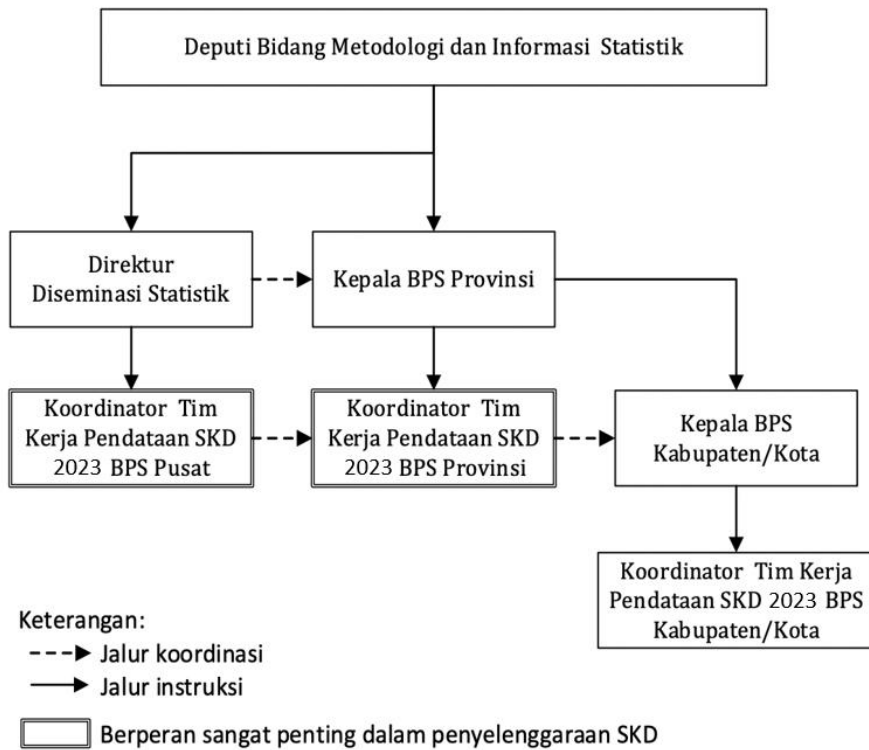 Deputi Bidang Metodologi dan Informasi Statistik
Direktur
Diseminasi Statistik
Kepala BPS Provinsi
Koordinator Tim
Kerja Pendataan SKD
2023 BPS Pusat
Koordinator Tim
Kerja Pendataan SKD
2023 BPS Provinsi
Kepala BPS
Kabupaten/Kota
Koordinator Tim Kerja
Pendataan SKD 2023 BPS
Kabupaten/Kota
Keterangan:
Jalur koordinasi
Jalur instruksi
Berperan sangat penting dalam penyelenggaraan SKD